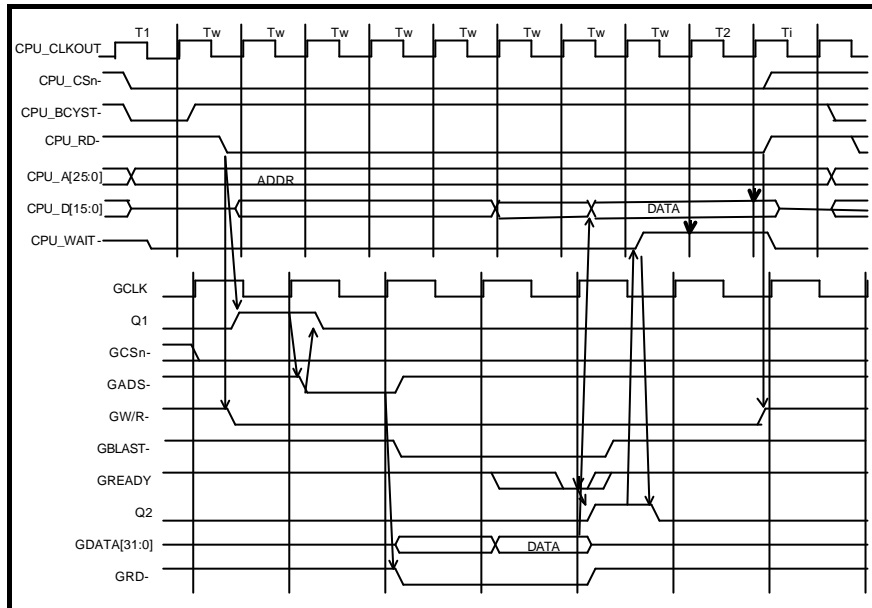 T1 Tw Tw Tw Tw Tw Tw Tw Tw T2 Ti
CPU_CLKOUT
CPU_CSn-
CPU_BCYST-
CPU_RD-
CPU_A[25:0] ADDR
CPU_D[15:0] DATA
CPU_WAIT -
GCLK
Q1
GCSn-
GADS-
GW/R-
GBLAST-
GREADY
Q2
GDATA[31:0] DATA
GRD-